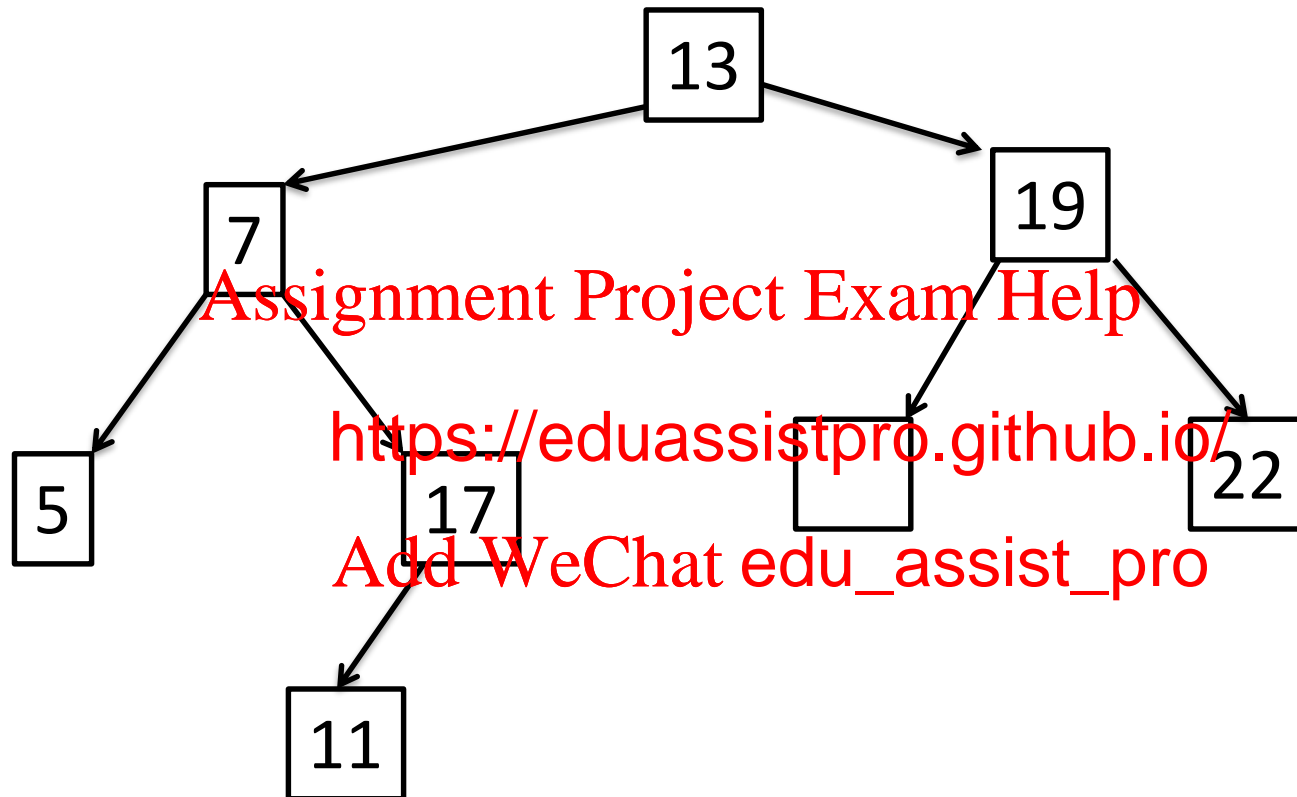 13
7
19
Assignment Project Exam Help
https://eduassistpro.github.io/
5
17
22
Add WeChat edu_assist_pro
11